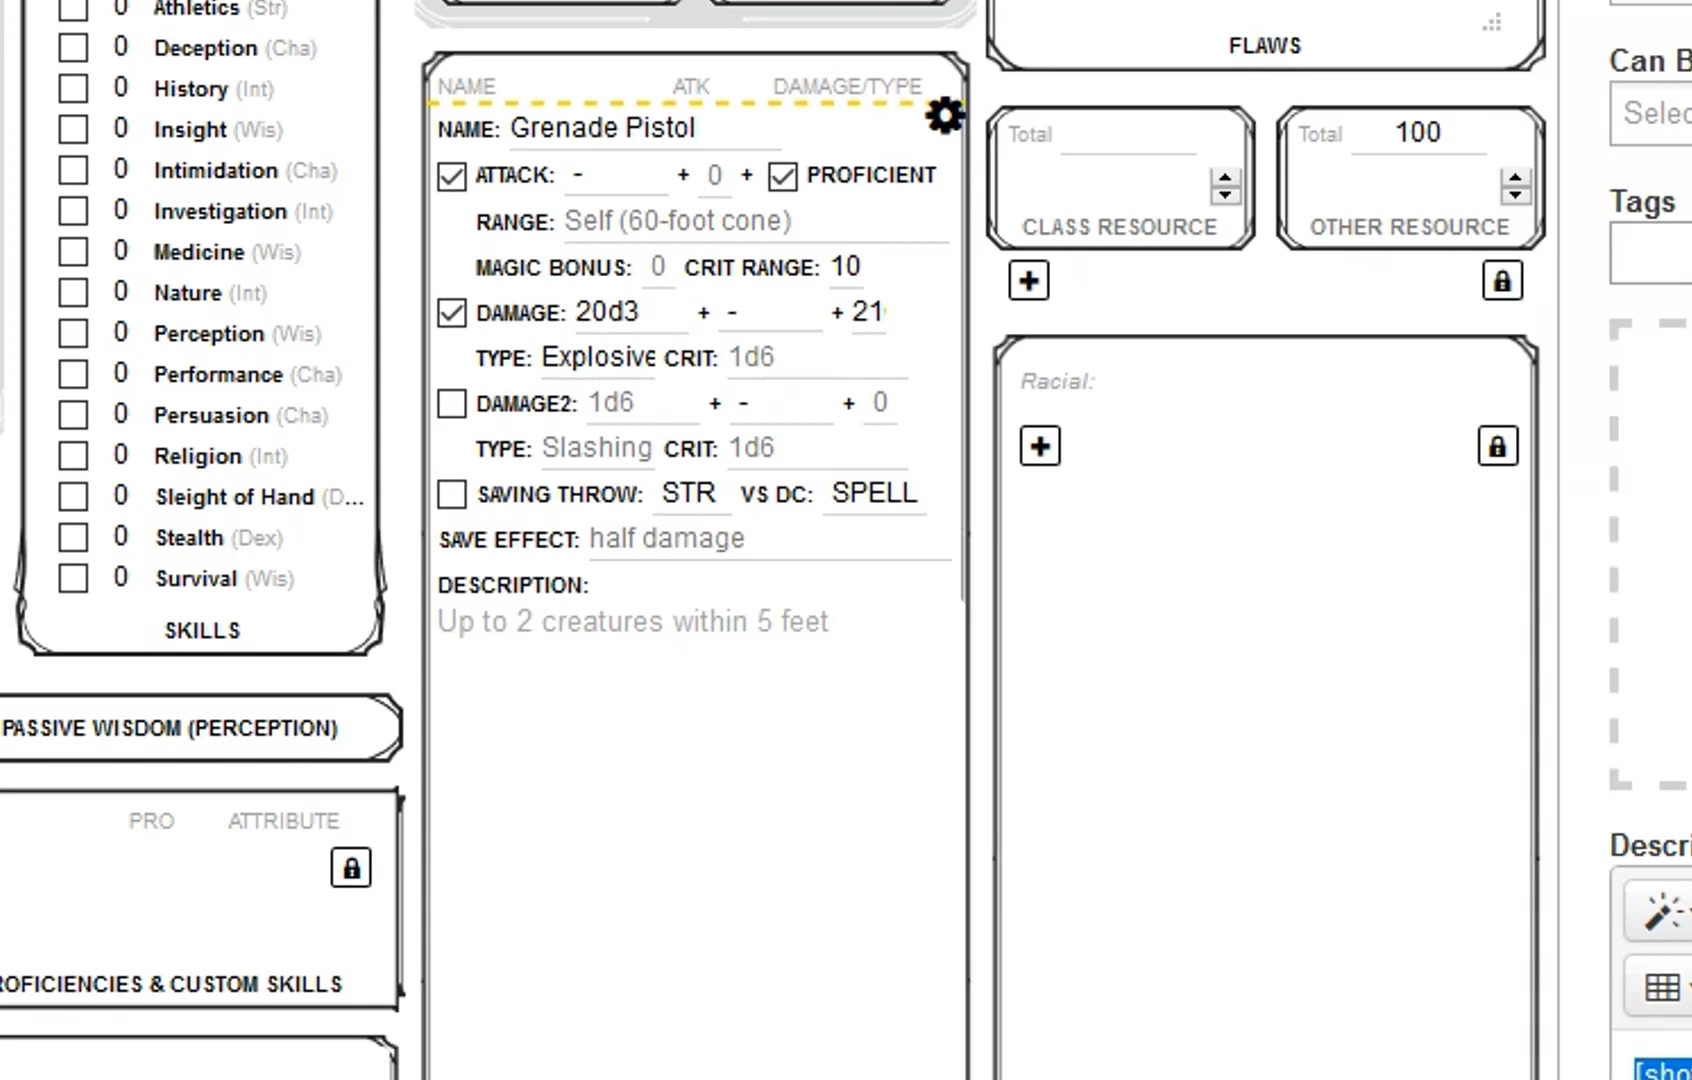 0 Athletics (Str)
0 Deception (Cha)
0 History (Int)
0 Insight (Wis)
0 Intimidation (Cha)
0 Investigation (Int)
0 Medicine (Wis)
0 Nature (Int)
0 Perception (Wis)
0 Performance (Cha)
0 Persuasion (Cha)
0 Religion (Int)
0 Sleight of Hand (D...
0 Stealth (Dex)
0 Survival (Wis)
SKILLS
PASSIVE WISDOM (PERCEPTION)
PRO ATTRIBUTE
ROFICIENCIES & CUSTOM SKILLS
NAME ATK DAMAGE/TYPE
NAME: Grenade Pistol
ATTACK: - + 0 + PROFICIENT
RANGE: Self (60-foot cone)
MAGIC BONUS: 0 CRIT RANGE: 10
DAMAGE: 20d3 + - + 21
TYPE: Explosive CRIT: 1d6
DAMAGE2: 1d6 + - + 0
TYPE: Slashing CRIT: 1d6
SAVING THROW: STR VS DC: SPELL
SAVE EFFECT: half damage
DESCRIPTION:
Up to 2 creatures within 5 feet
FLAWS
Total
CLASS RESOURCE
Total 100
OTHER RESOURCE
Racial:
Can B
Selec
Tags
Descri
[sho